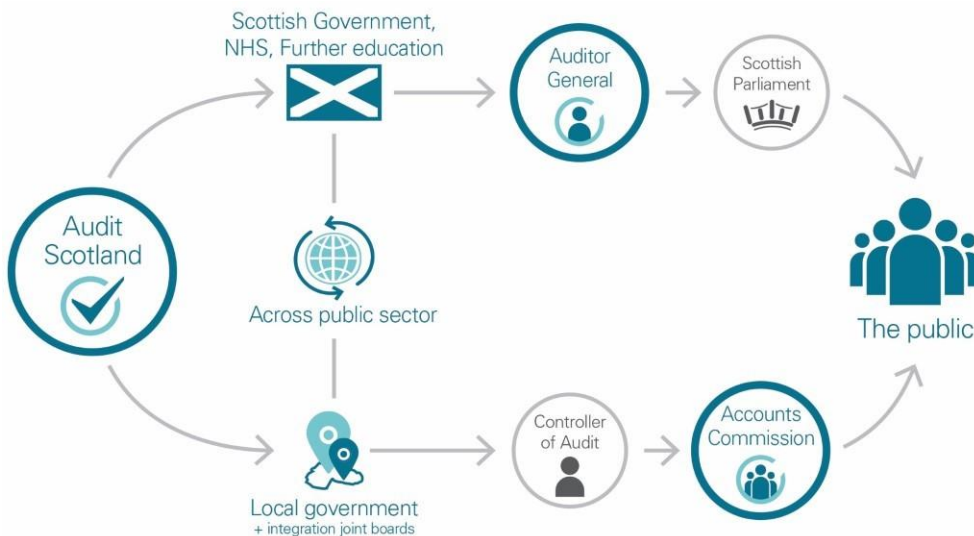 Scottish Government,
NHS, Further education
Auditor
General
Scottish
Parliament
Audit
Scotland
Across public sector
The public
Local government
+ integration joint boards
Controller
of Audit
Accounts
Commission